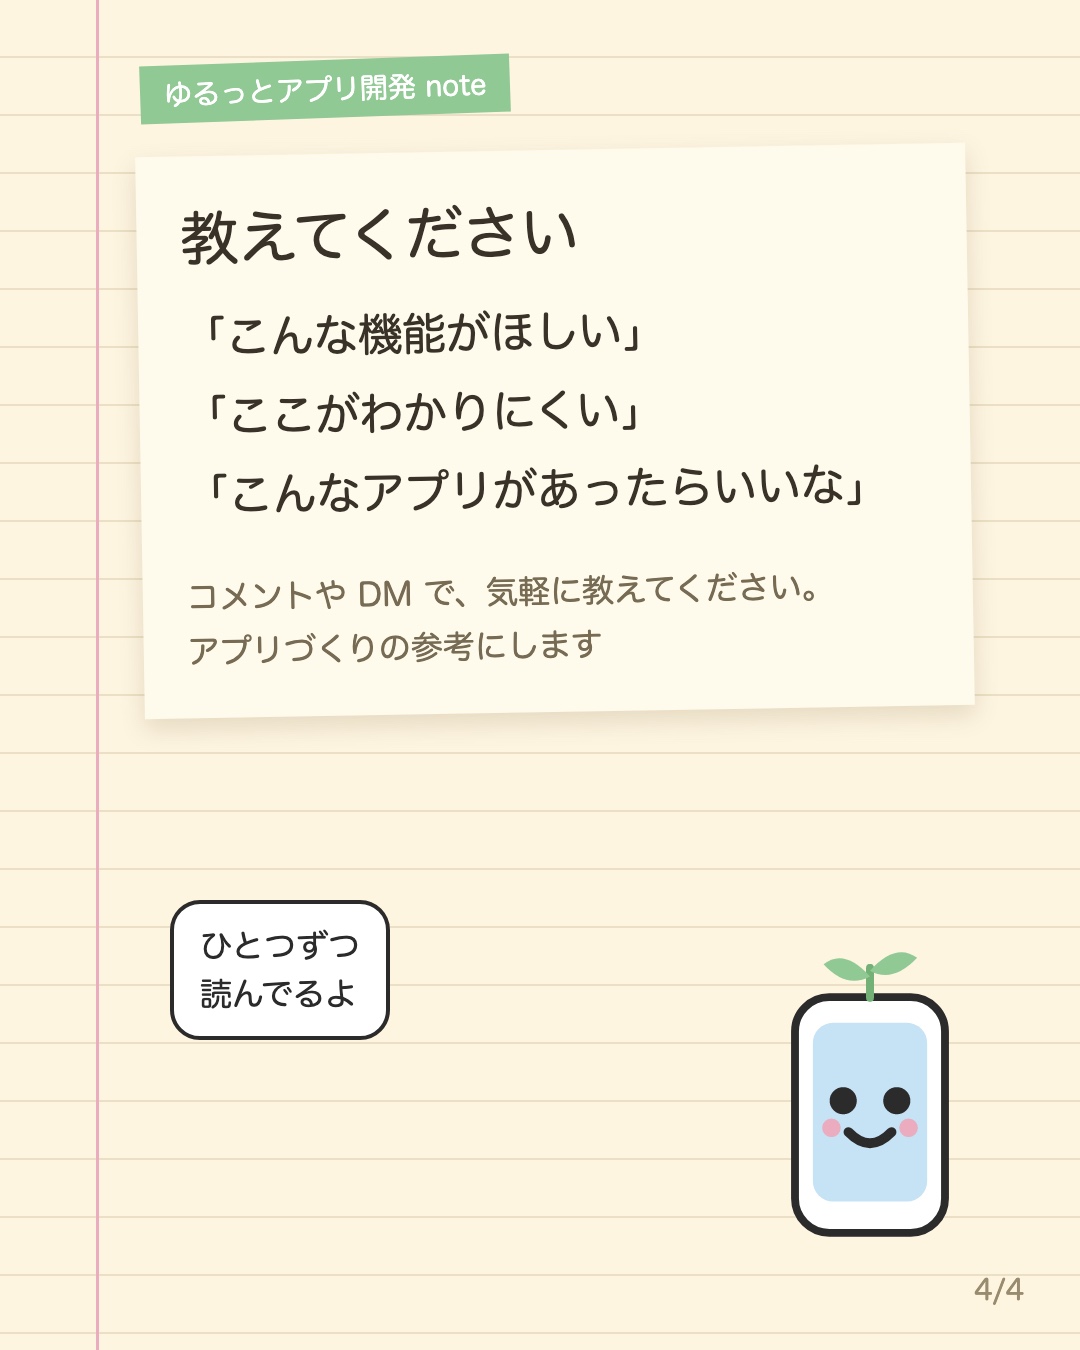 ゆるっとアプリ開発 note
教えてください
「こんな機能がほしい」
「ここがわかりにくい」
「こんなアプリがあったらいいな」
コメントや DM で、気軽に教えてください。
アプリづくりの参考にします
ひとつずつ
読んでるよ
4/4